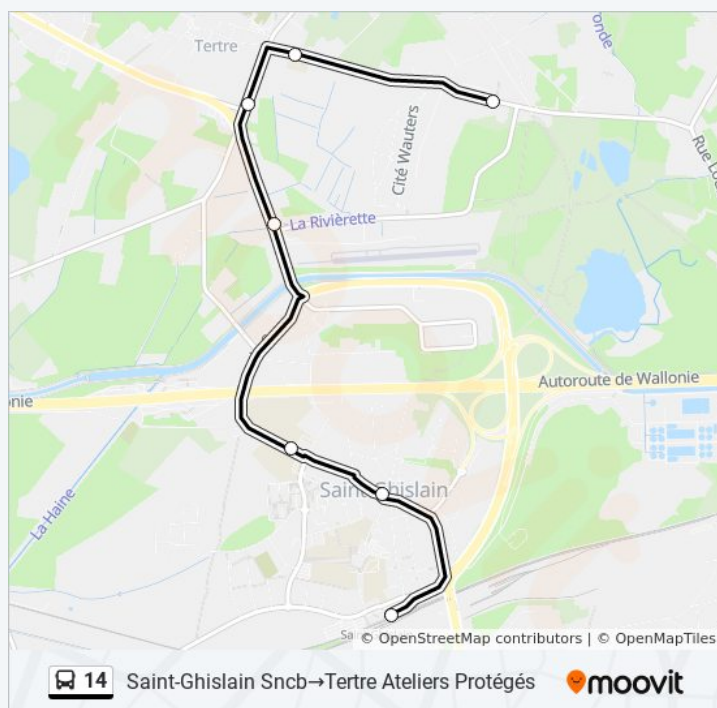 Tertre
onde
Cité Wauters
Rue Lo
La Rivièrette
Autoroute de Wallonie
nie
La Haine
Saint-Ghislain
Sa
© OpenStreetMap contributors | © OpenMapTiles
14 Saint-Ghislain Sncb→Tertre Ateliers Protégés moovit